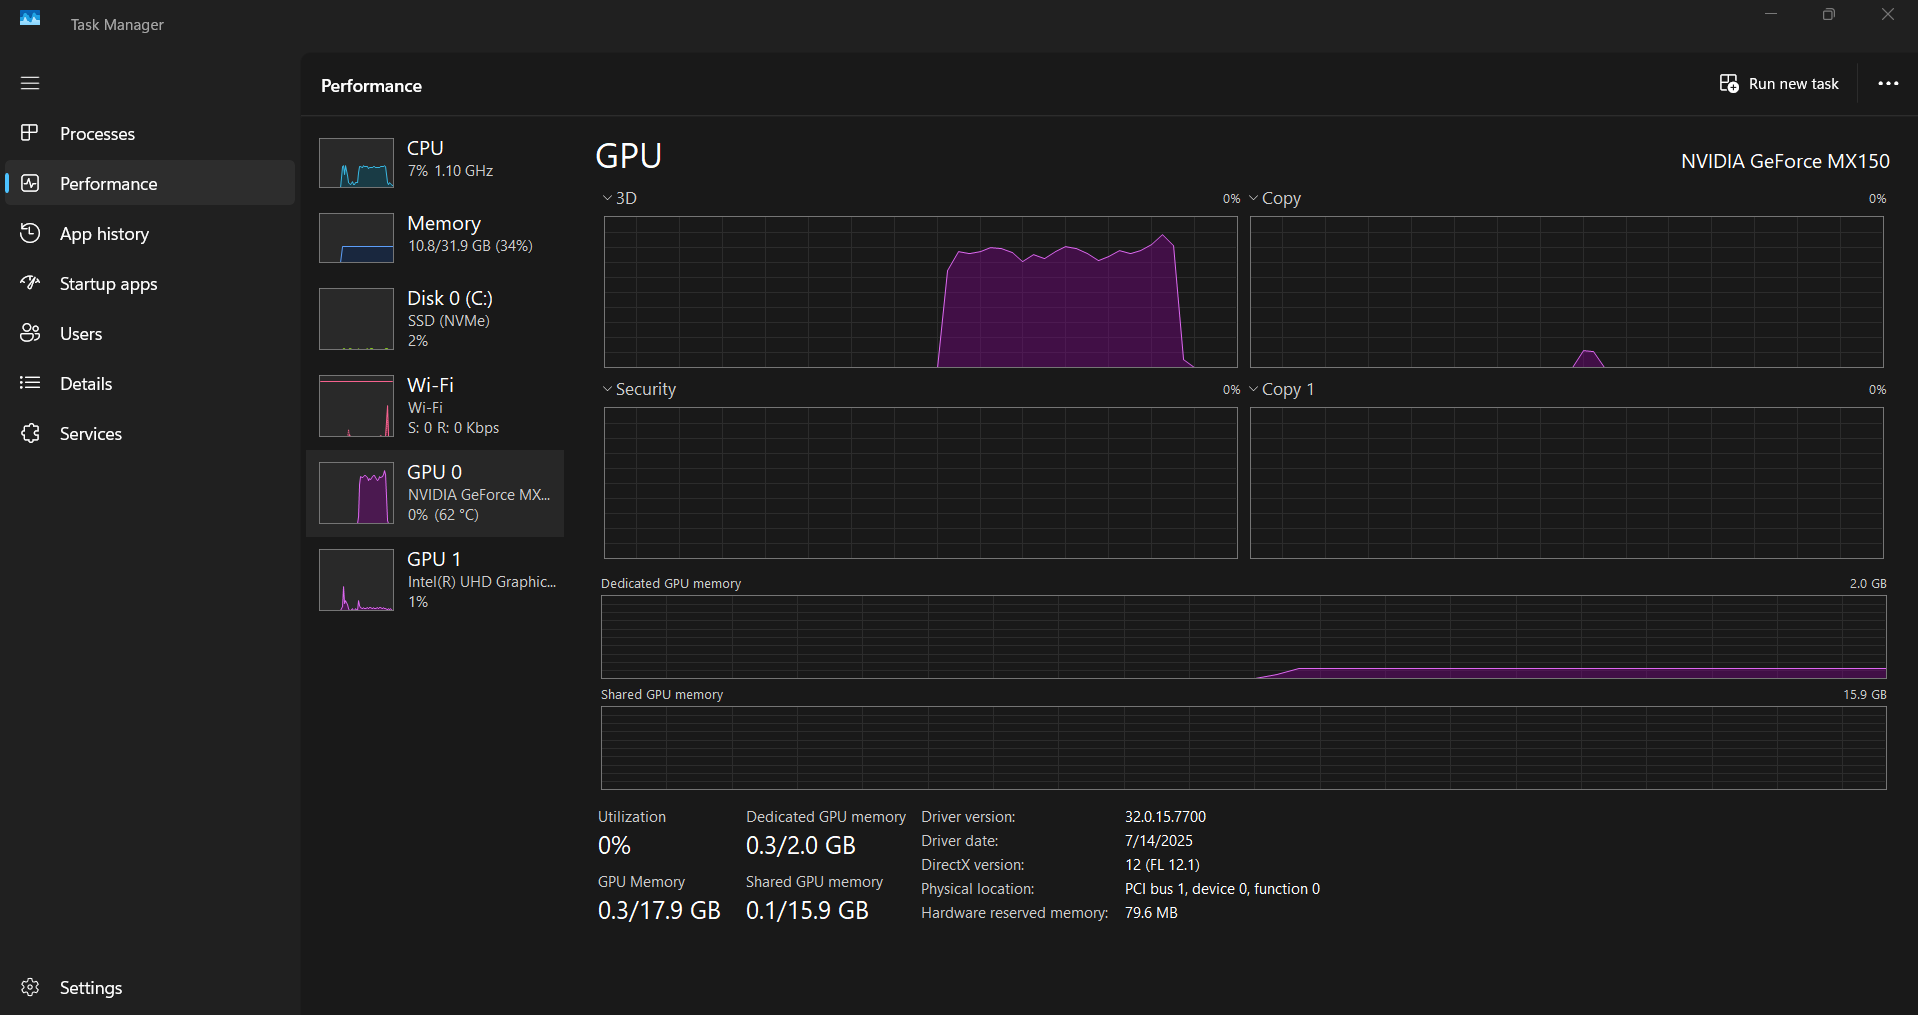 Task Manager
Performance
Run new task
Processes
Performance
App history
Startup apps
Users
Details
Services
Settings
CPU
7% 1.10 GHz
Memory
10.8/31.9 GB (34%)
Disk 0 (C:)
SSD (NVMe)
2%
Wi-Fi
Wi-Fi
S: 0 R: 0 Kbps
GPU 0
NVIDIA GeForce MX...
0% (62 °C)
GPU 1
Intel(R) UHD Graphic...
1%
GPU
NVIDIA GeForce MX150
3D 0%
Copy 0%
Security 0%
Copy 1 0%
Dedicated GPU memory 2.0 GB
Shared GPU memory 15.9 GB
Utilization
0%
Dedicated GPU memory
0.3/2.0 GB
GPU Memory
0.3/17.9 GB
Shared GPU memory
0.1/15.9 GB
Driver version: 32.0.15.7700
Driver date: 7/14/2025
DirectX version: 12 (FL 12.1)
Physical location: PCI bus 1, device 0, function 0
Hardware reserved memory: 79.6 MB